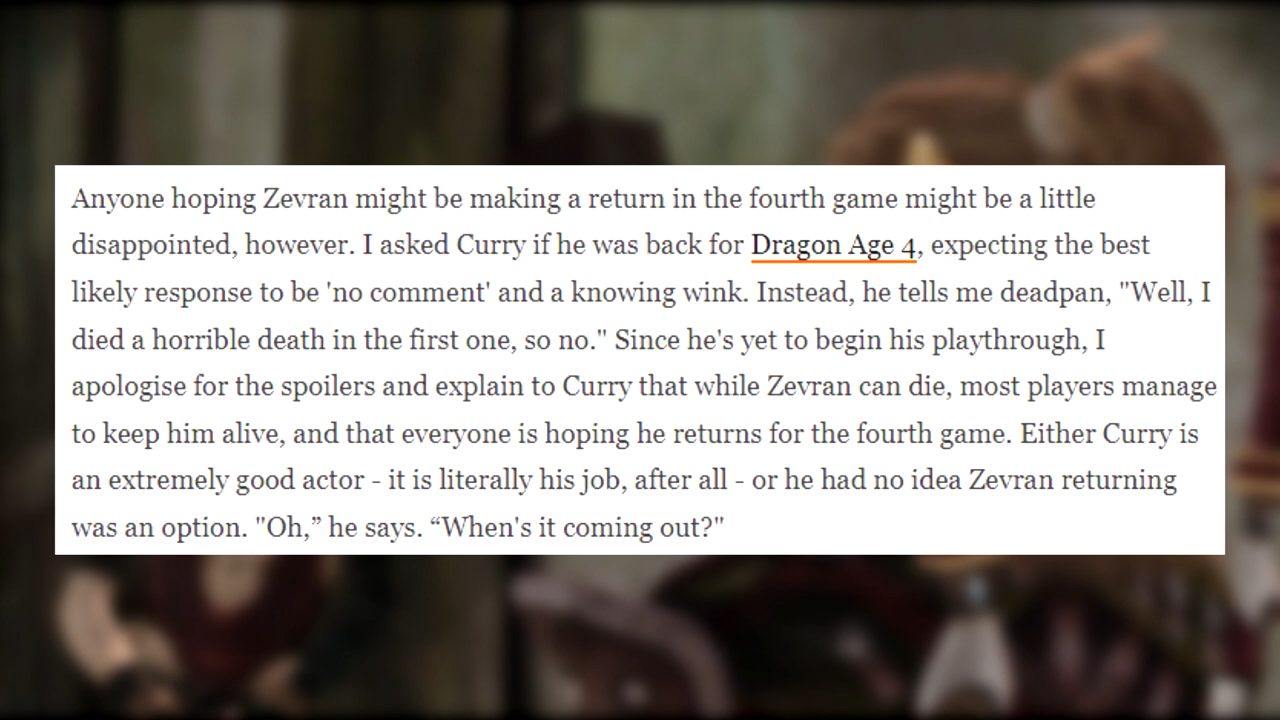 Anyone hoping Zevran might be making a return in the fourth game might be a little
disappointed, however. I asked Curry if he was back for Dragon Age 4, expecting the best
likely response to be 'no comment' and a knowing wink. Instead, he tells me deadpan, "Well, I
died a horrible death in the first one, so no." Since he's yet to begin his playthrough, I
apologise for the spoilers and explain to Curry that while Zevran can die, most players manage
to keep him alive, and that everyone is hoping he returns for the fourth game. Either Curry is
an extremely good actor - it is literally his job, after all - or he had no idea Zevran returning
was an option. "Oh,” he says. “When's it coming out?"